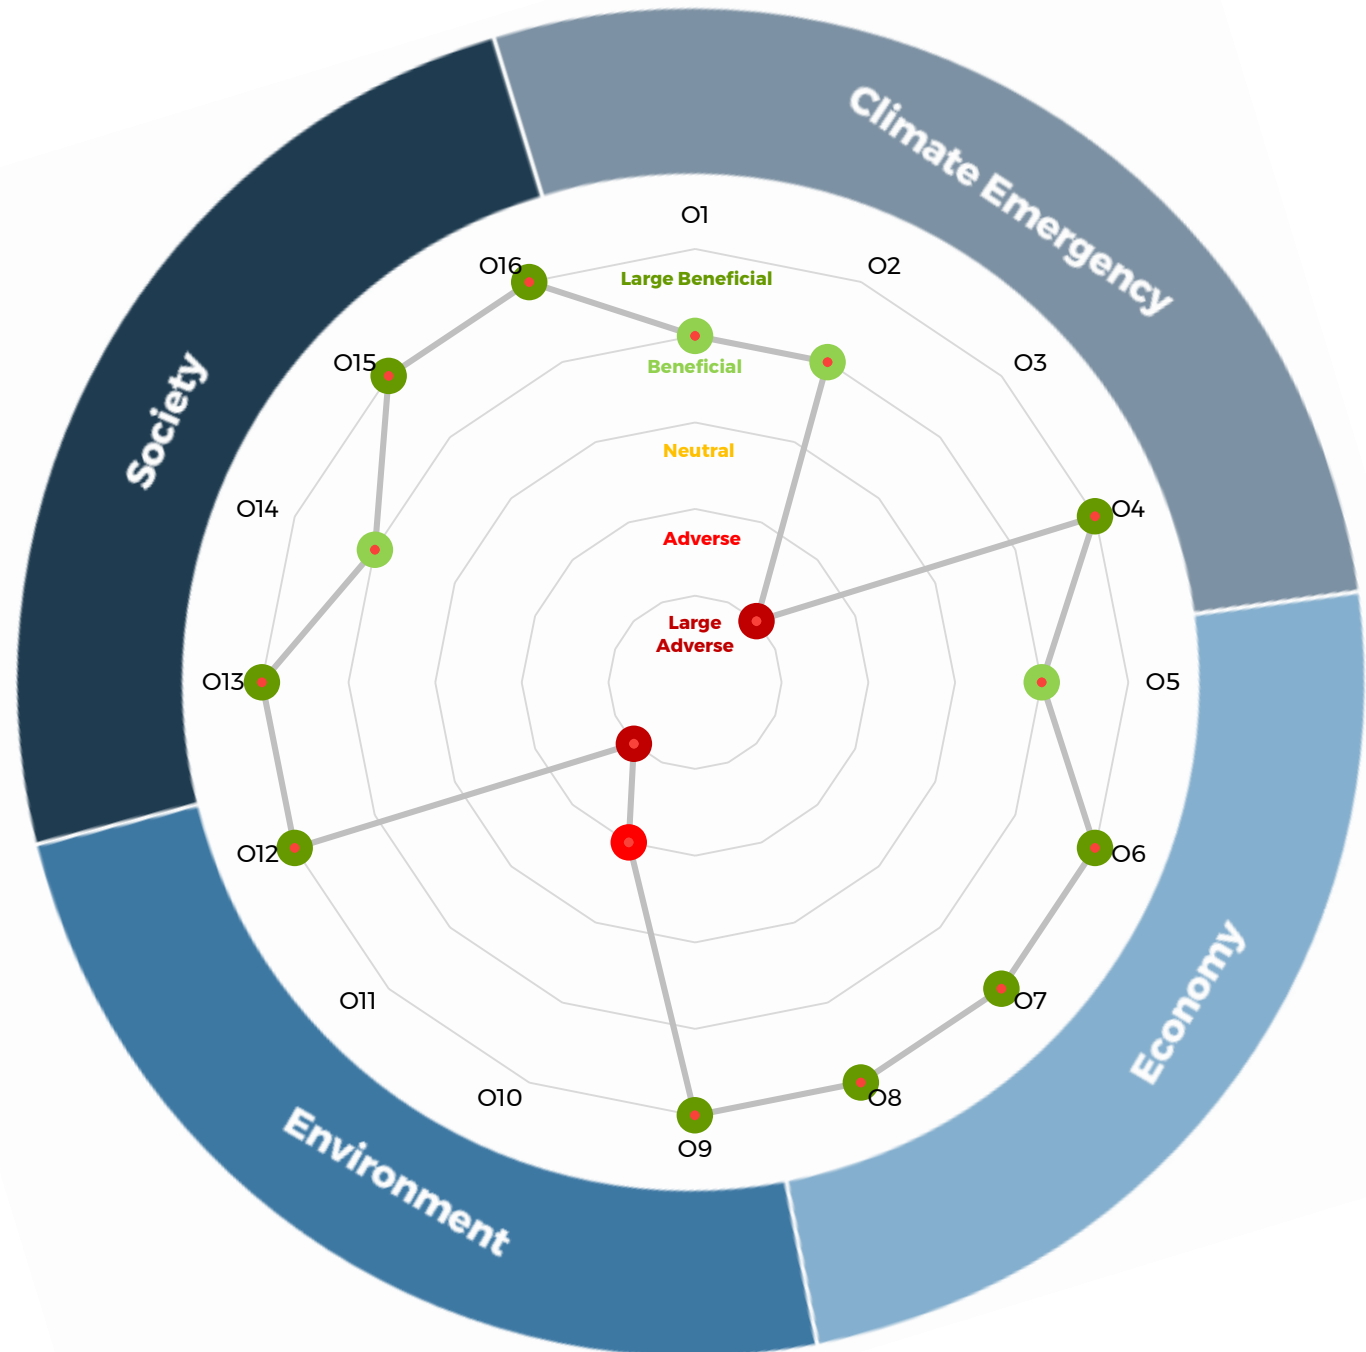 Climate Emergency
Society
Economy
Environment
O1
O2
O3
O4
O5
O6
O7
O8
O9
O10
O11
O12
O13
O14
O15
O16
Large Beneficial
Beneficial
Neutral
Adverse
Large
Adverse